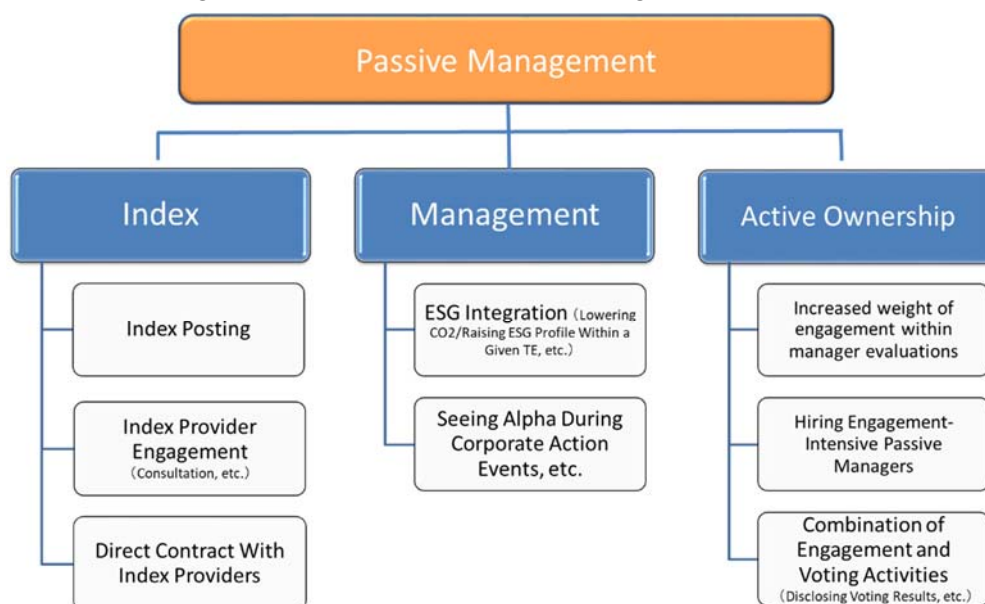 Passive Management
Index
Index Posting
Index Provider
Engagement
（Consultation, etc.）
Direct Contract With
Index Providers
Management
ESG Integration（Lowering
CO2/Raising ESG Profile Within a
Given TE, etc.）
Seeing Alpha During
Corporate Action
Events, etc.
Active Ownership
Increased weight of
engagement within
manager evaluations
Hiring Engagement-
Intensive Passive
Managers
Combination of
Engagement and
Voting Activities
（Disclosing Voting Results, etc.）